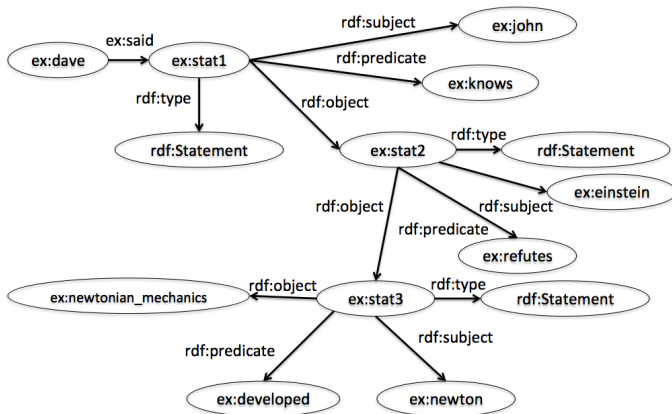 rdf:subject
ex:john
ex:said
ex:dave
ex:stat1
rdf:predicate
ex:knows
rdf:type
rdf:object
rdf:Statement
ex:stat2
rdf:type
rdf:Statement
ex:einstein
rdf:object
rdf:subject
rdf:predicate
ex:refutes
rdf:object
ex:newtonian_mechanics
ex:stat3
rdf:type
rdf:Statement
rdf:predicate
rdf:subject
ex:developed
ex:newton